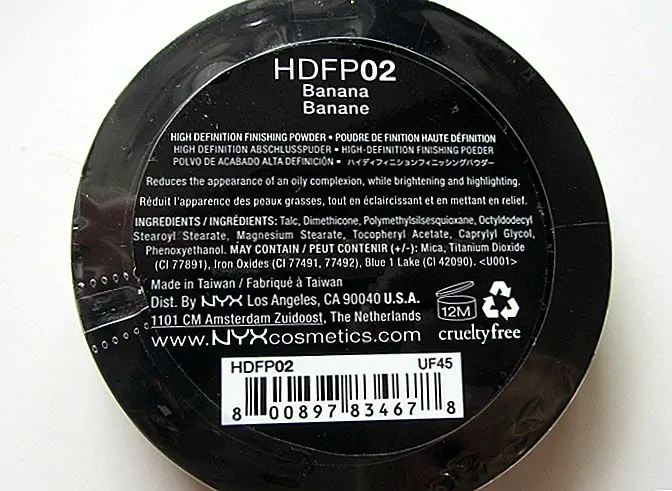 HDFP02
Banana
Banane
HIGH DEFINITION FINISHING POWDER • POUDRE DE FINITION HAUTE DÉFINITION
HIGH DEFINITION ABSCHLUSSPUDER • HIGH-DEFINITION FINISHING POEDER
POLVO DE ACABADO ALTA DEFINICIÓN • ハイディフィニションフィニッシングパウダー
Reduces the appearance of an oily complexion, while brightening and highlighting.
Réduit l'apparence des peaux grasses, tout en éclaircissant et en mettant en relief.
INGREDIENTS / INGRÉDIENTS: Talc, Dimethicone, Polymethylsilsesquioxane, Octyldodecyl
Stearoyl Stearate, Magnesium Stearate, Tocopheryl Acetate, Caprylyl Glycol,
Phenoxyethanol. MAY CONTAIN / PEUT CONTENIR (+/-): Mica, Titanium Dioxide
(CI 77891), Iron Oxides (CI 77491, 77492), Blue 1 Lake (CI 42090). <U001>
Made in Taiwan / Fabriqué à Taiwan
Dist. By NYX Los Angeles, CA 90040 U.S.A.
1101 CM Amsterdam Zuidoost, The Netherlands
www.NYXcosmetics.com
12M
crueltyfree
HDFP02 UF45
8 00897 83467 8